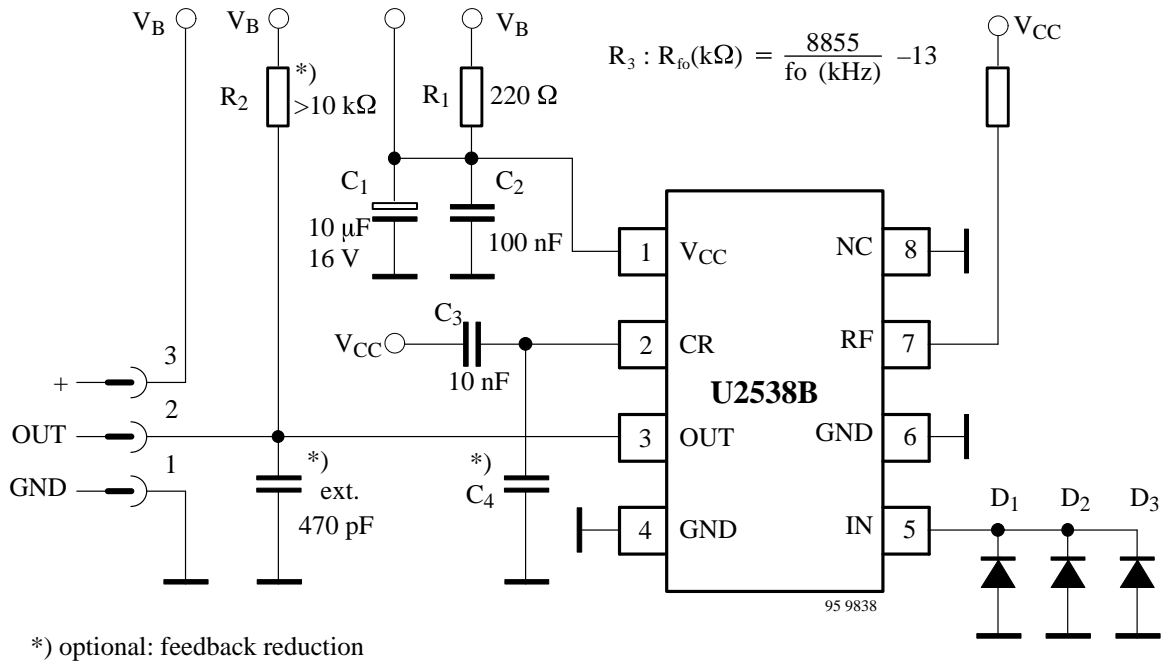 V_B
V_B
V_B
V_CC
R_3 : R_fo(kΩ) = 8855 / fo (kHz) –13
*)
R_2
>10 kΩ
R_1
220 Ω
C_1
10 μF
16 V
C_2
100 nF
1
V_CC
NC
8
C_3
V_CC
10 nF
2
CR
RF
7
U2538B
+
3
OUT
2
GND
1
3
OUT
GND
6
*)
ext.
470 pF
*)
C_4
4
GND
IN
5
D_1
D_2
D_3
95 9838
*) optional: feedback reduction